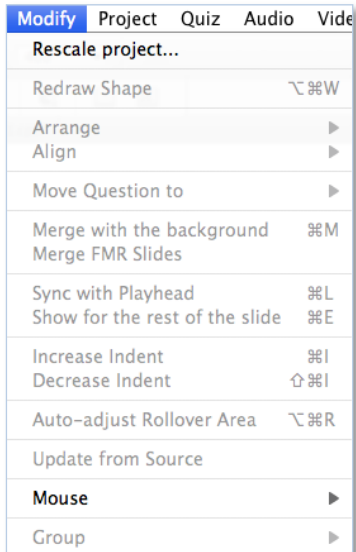 Modify Project Quiz Audio Vide
Rescale project...
Redraw Shape ⌥⌘W
Arrange ▶
Align ▶
Move Question to ▶
Merge with the background ⌘M
Merge FMR Slides
Sync with Playhead ⌘L
Show for the rest of the slide ⌘E
Increase Indent ⌘I
Decrease Indent ⇧⌘I
Auto-adjust Rollover Area ⌥⌘R
Update from Source
Mouse ▶
Group ▶